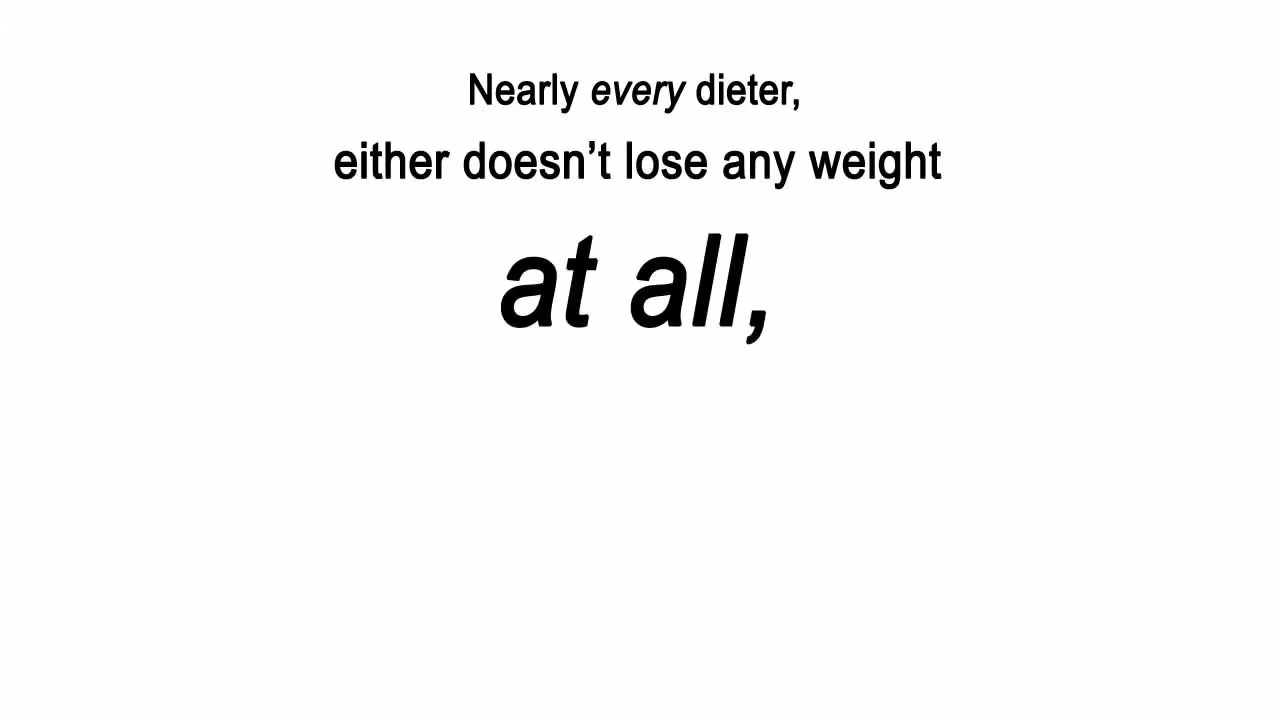 Nearly every dieter,
either doesn’t lose any weight
at all,